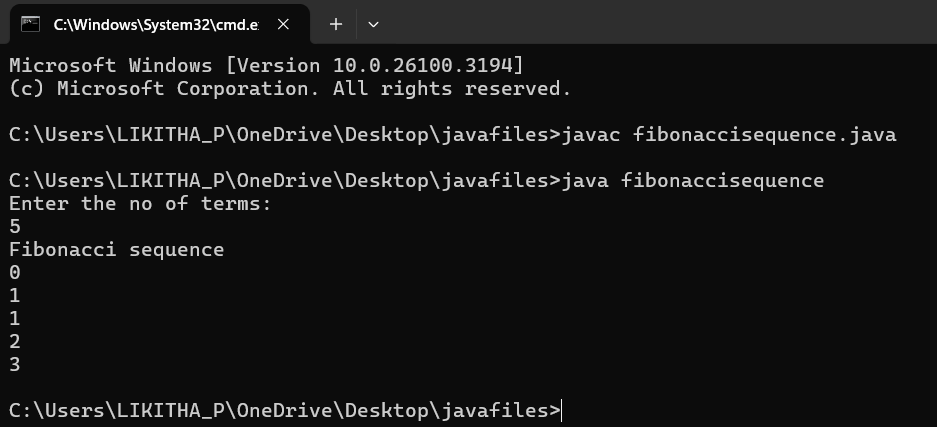 C:\Windows\System32\cmd.e
Microsoft Windows [Version 10.0.26100.3194]
(c) Microsoft Corporation. All rights reserved.
C:\Users\LIKITHA_P\OneDrive\Desktop\javafiles>javac fibonaccisequence.java
C:\Users\LIKITHA_P\OneDrive\Desktop\javafiles>java fibonaccisequence
Enter the no of terms:
5
Fibonacci sequence
0
1
1
2
3
C:\Users\LIKITHA_P\OneDrive\Desktop\javafiles>